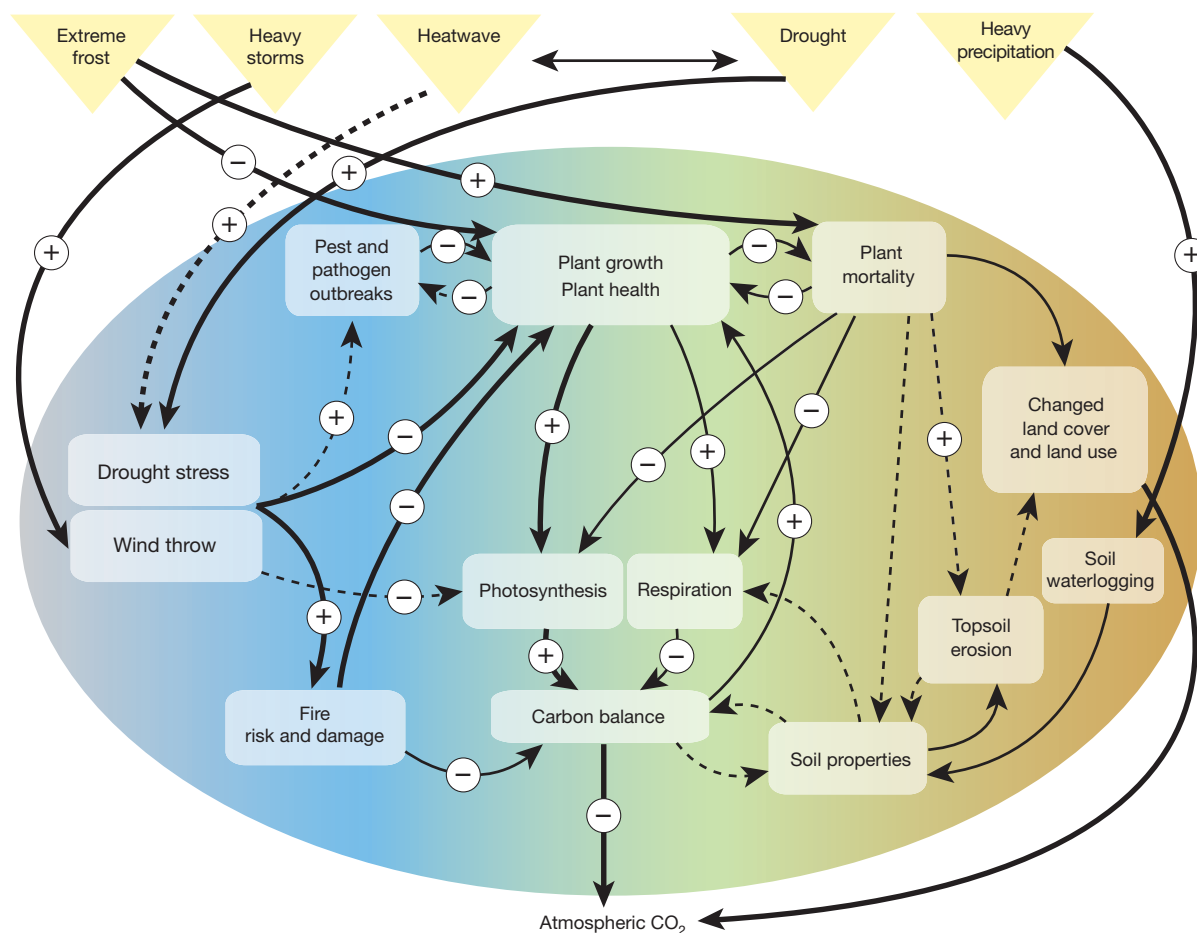 Extreme
frost
Heavy
storms
Heatwave
Drought
Heavy
precipitation
−
+
+
+
+
+
Pest and
pathogen
outbreaks
−
−
Plant growth
Plant health
−
−
Plant
mortality
Changed
land cover
and land use
+
−
+
−
+
−
+
−
−
+
Drought stress
Wind throw
+
−
Photosynthesis
Respiration
Soil
waterlogging
Topsoil
erosion
+
−
Fire
risk and damage
Carbon balance
Soil properties
−
−
Atmospheric CO₂